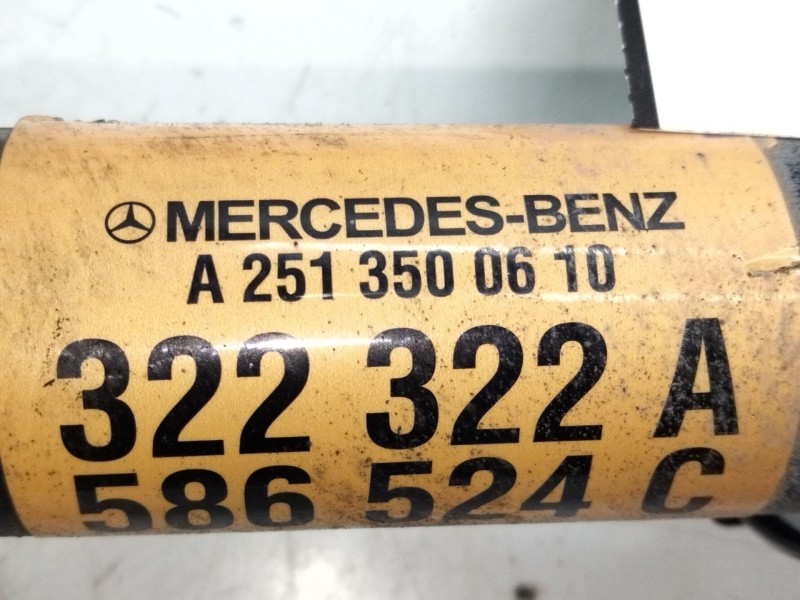 MERCEDES-BENZ
A 251 350 06 10
322 322 A
586 524 C